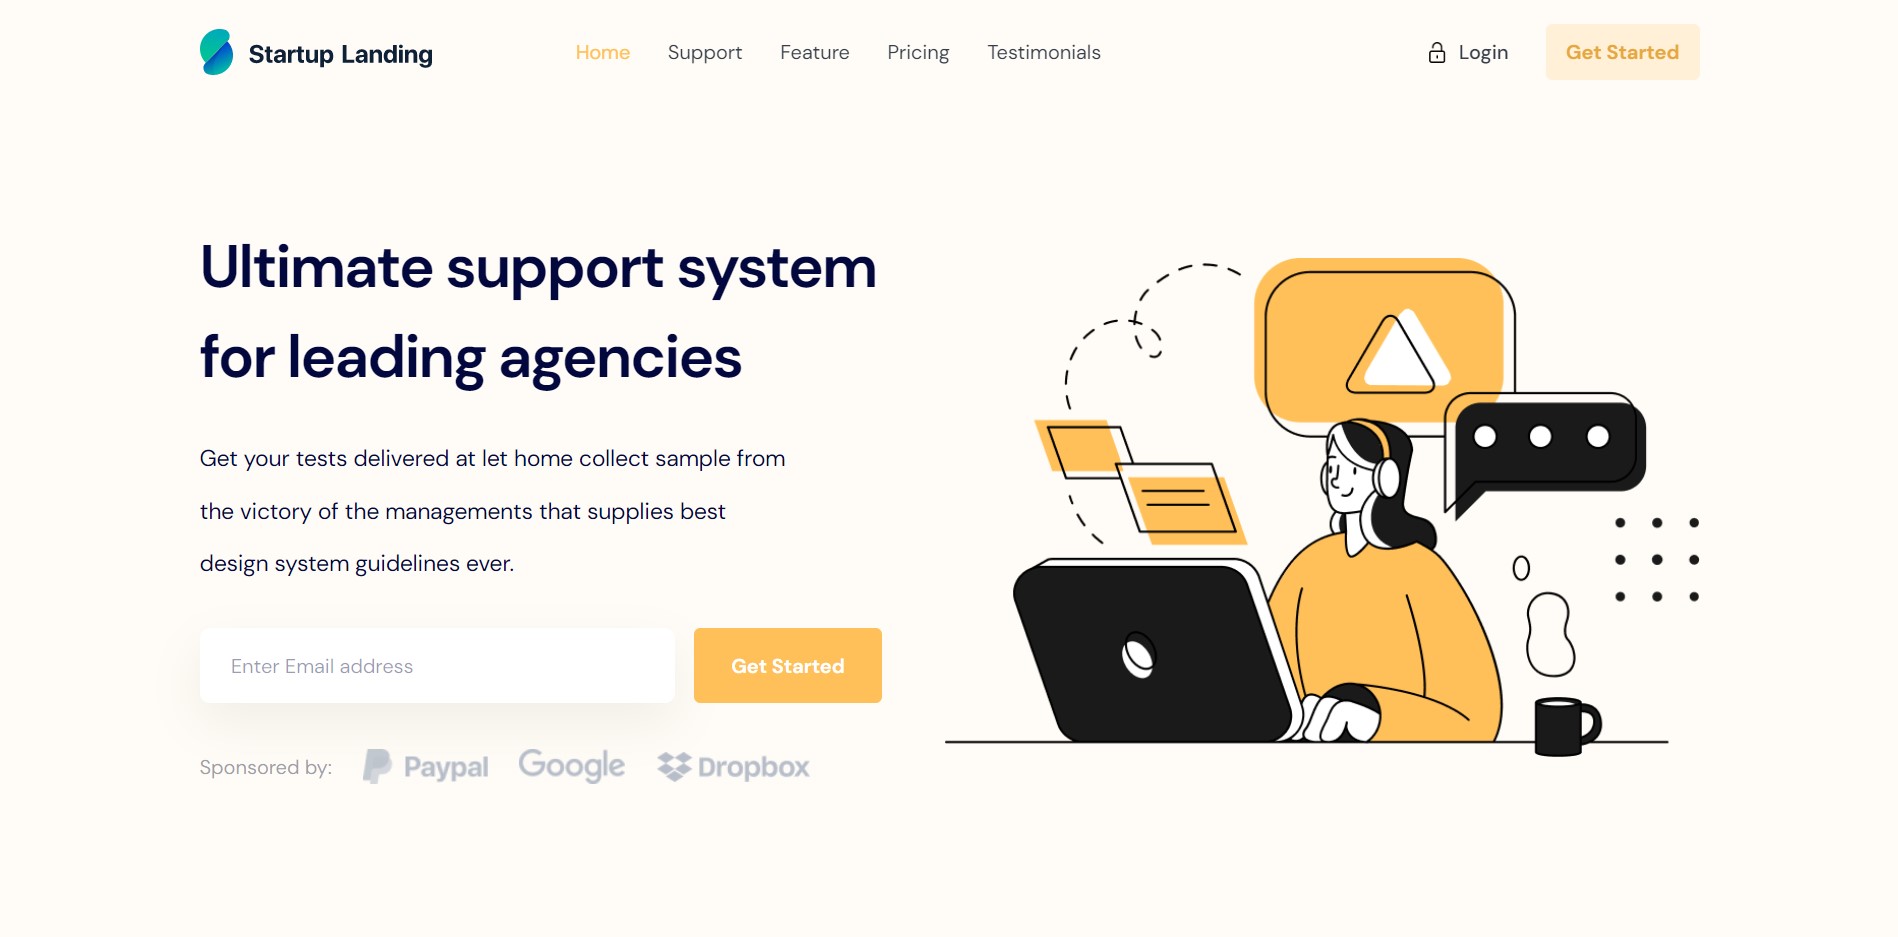 Startup Landing
Home Support Feature Pricing Testimonials
Login
Get Started
Ultimate support system
for leading agencies
Get your tests delivered at let home collect sample from
the victory of the managements that supplies best
design system guidelines ever.
Enter Email address
Get Started
Sponsored by: Paypal Google Dropbox